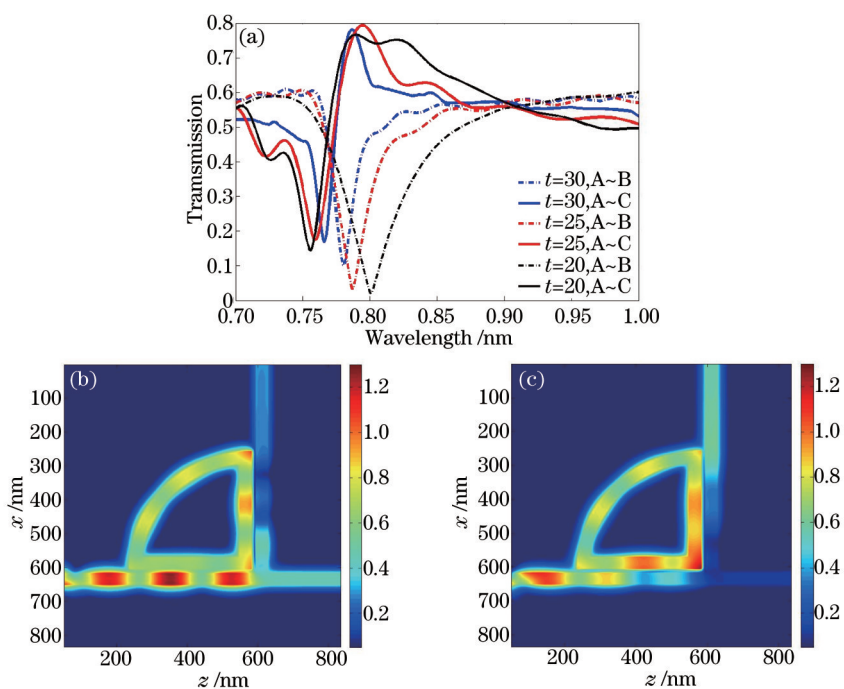 (a)
0.8
0.7
0.6
0.5
0.4
0.3
0.2
0.1
0
Tramsmission
t=30,A~B
t=30,A~C
t=25,A~B
t=25,A~C
t=20,A~B
t=20,A~C
0.70 0.75 0.80 0.85 0.90 0.95 1.00
Wavelength /nm
(b)
100
200
300
400
500
600
700
800
x/nm
200 400 600 800
z/nm
1.2
1.0
0.8
0.6
0.4
0.2
(c)
100
200
300
400
500
600
700
800
x/nm
200 400 600 800
z/nm
1.2
1.0
0.8
0.6
0.4
0.2